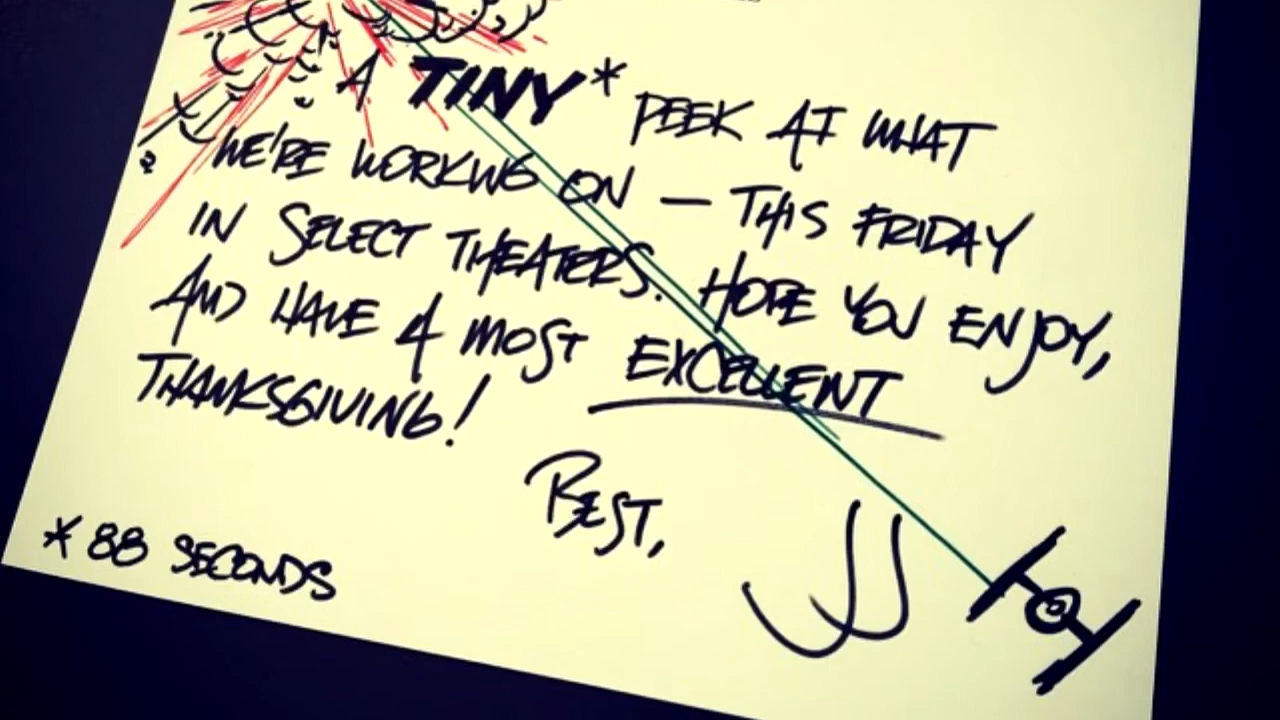 A TINY* PEEK AT WHAT
WE'RE WORKING ON — THIS FRIDAY
IN SELECT THEATERS. HOPE YOU ENJOY,
AND HAVE A MOST EXCELLENT
THANKSGIVING!
BEST,
JJ
* 88 SECONDS